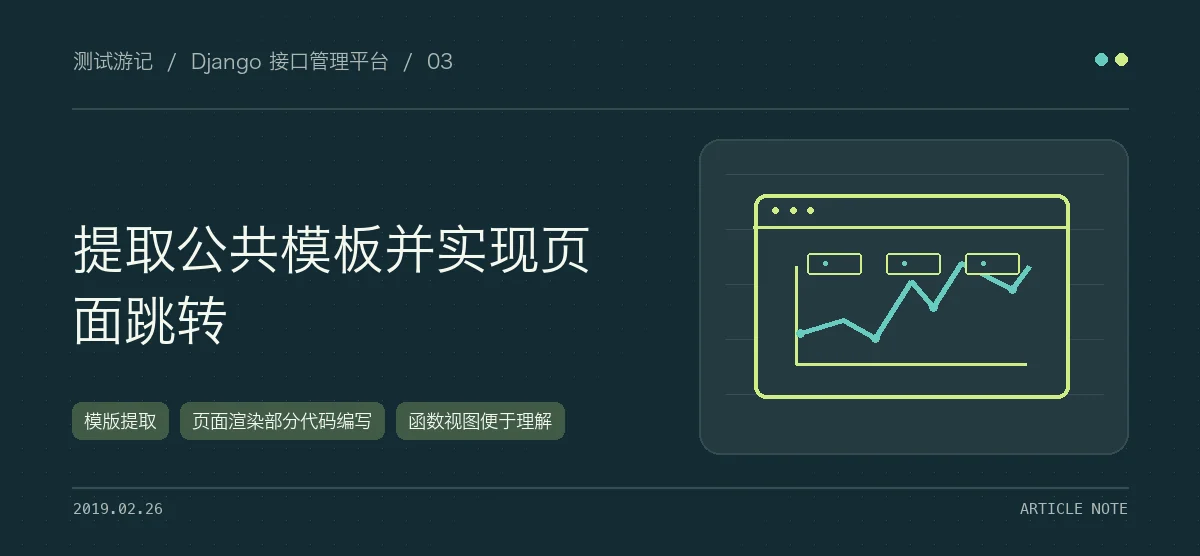 测试游记 / Django 接口管理平台 / 03
提取公共模板并实现页
面跳转
模版提取 页面渲染部分代码编写 函数视图便于理解
2019.02.26 ARTICLE NOTE